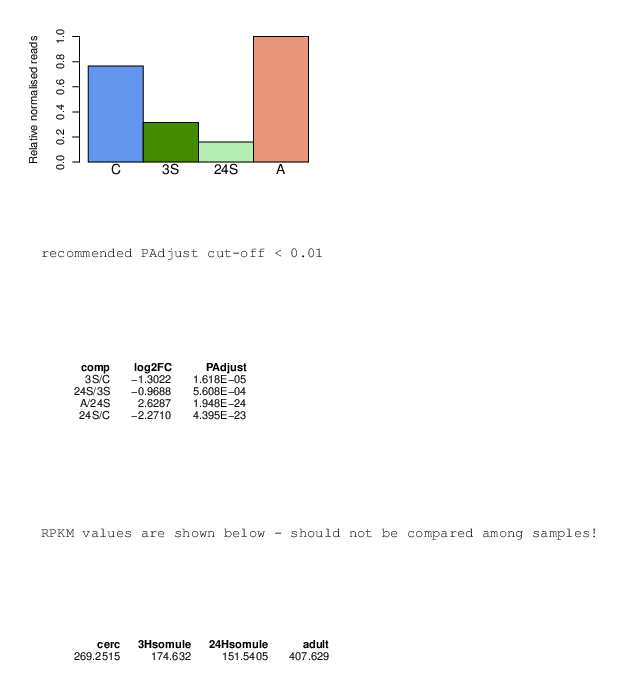 Relative normalised reads
1.0
0.8
0.6
0.4
0.2
0.0
C 3S 24S A
recommended PAdjust cut-off < 0.01
comp log2FC PAdjust
3S/C −1.3022 1.618E−05
24S/3S −0.9688 5.608E−04
A/24S 2.6287 1.948E−24
24S/C −2.2710 4.395E−23
RPKM values are shown below - should not be compared among samples!
cerc 3Hsomule 24Hsomule adult
269.2515 174.632 151.5405 407.629